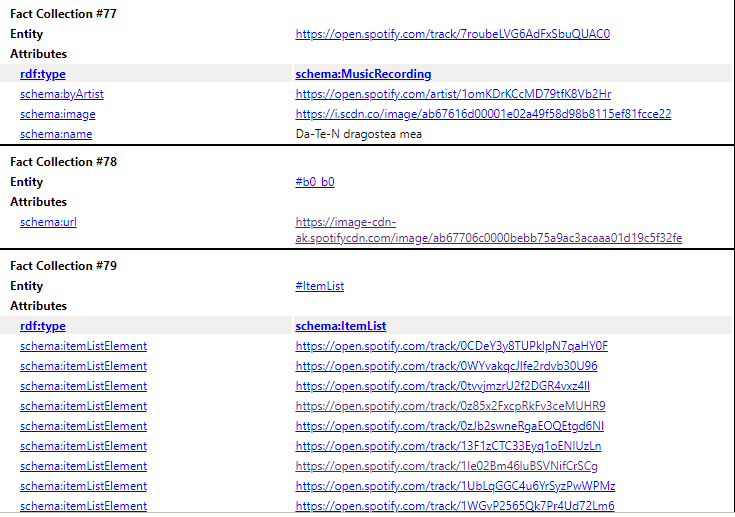 Fact Collection #77
Entity https://open.spotify.com/track/7roubeLVG6AdFxSbuQUAC0
Attributes
rdf:type schema:MusicRecording
schema:byArtist https://open.spotify.com/artist/1omKDrKCcMD79tfK8Vb2Hr
schema:image https://i.scdn.co/image/ab67616d00001e02a49f58d98b8115ef81fcce22
schema:name Da-Te-N dragostea mea
Fact Collection #78
Entity #b0_b0
Attributes
schema:url https://image-cdn-
ak.spotifycdn.com/image/ab67706c0000bebb75a9ac3acaaa01d19c5f32fe
Fact Collection #79
Entity #ItemList
Attributes
rdf:type schema:ItemList
schema:itemListElement https://open.spotify.com/track/0CDeY3y8TUPkIpN7qaHY0F
schema:itemListElement https://open.spotify.com/track/0WYvakqcJIfe2rdvb30U96
schema:itemListElement https://open.spotify.com/track/0tvvjmzrU2f2DGR4vxz4lI
schema:itemListElement https://open.spotify.com/track/0z85x2FxcpRkFv3ceMUHR9
schema:itemListElement https://open.spotify.com/track/0zJb2swneRgaEOQEtgd6NI
schema:itemListElement https://open.spotify.com/track/13F1zCTC33Eyq1oENIUzLn
schema:itemListElement https://open.spotify.com/track/1Ie02Bm46IuBSVNifCrSCg
schema:itemListElement https://open.spotify.com/track/1UbLqGGC4u6YrSyzPwWPMz
schema:itemListElement https://open.spotify.com/track/1WGvP2565Qk7Pr4Ud72Lm6